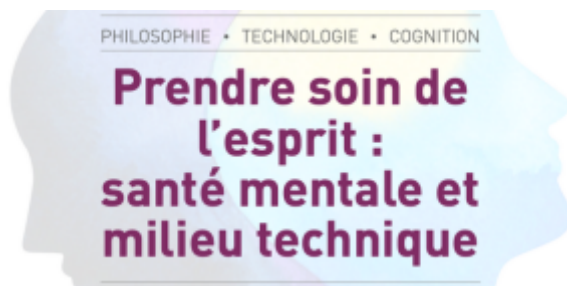 PHILOSOPHIE • TECHNOLOGIE • COGNITION
Prendre soin de
l'esprit :
santé mentale et
milieu technique